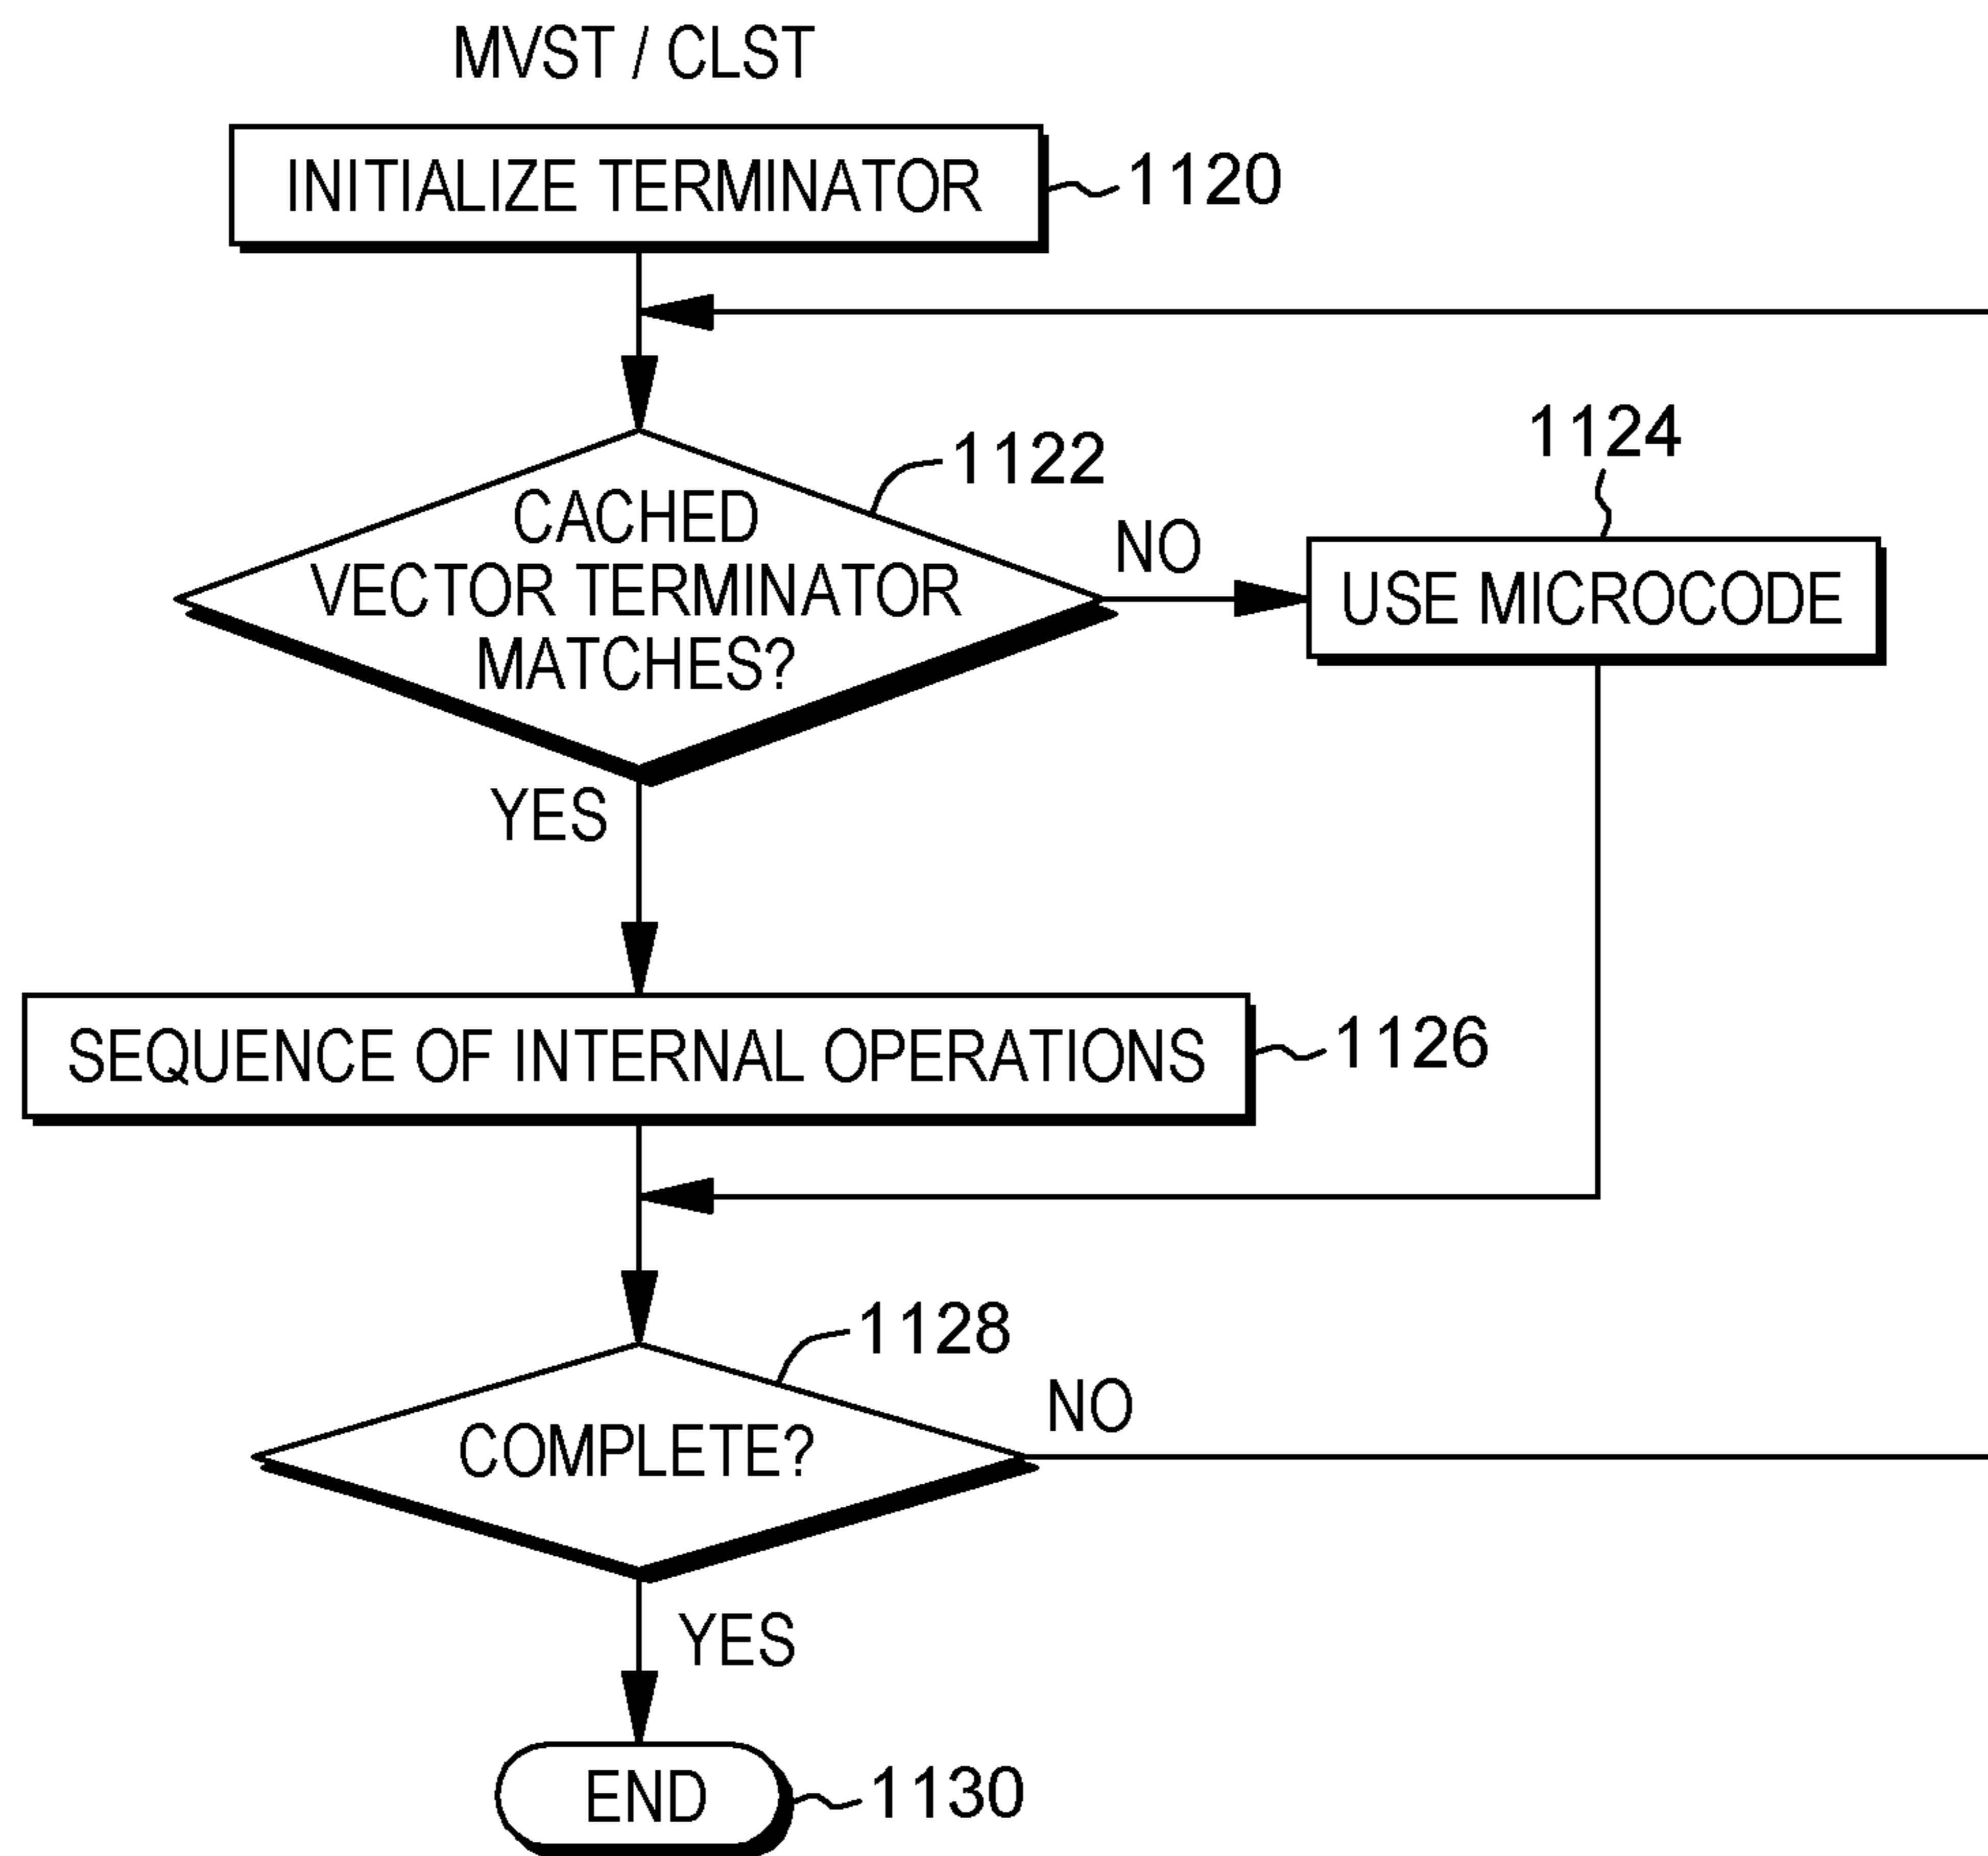 MVST / CLST
INITIALIZE TERMINATOR
1120
1122
CACHED
VECTOR TERMINATOR
MATCHES?
NO
1124
USE MICROCODE
YES
SEQUENCE OF INTERNAL OPERATIONS
1126
1128
COMPLETE?
NO
YES
END
1130